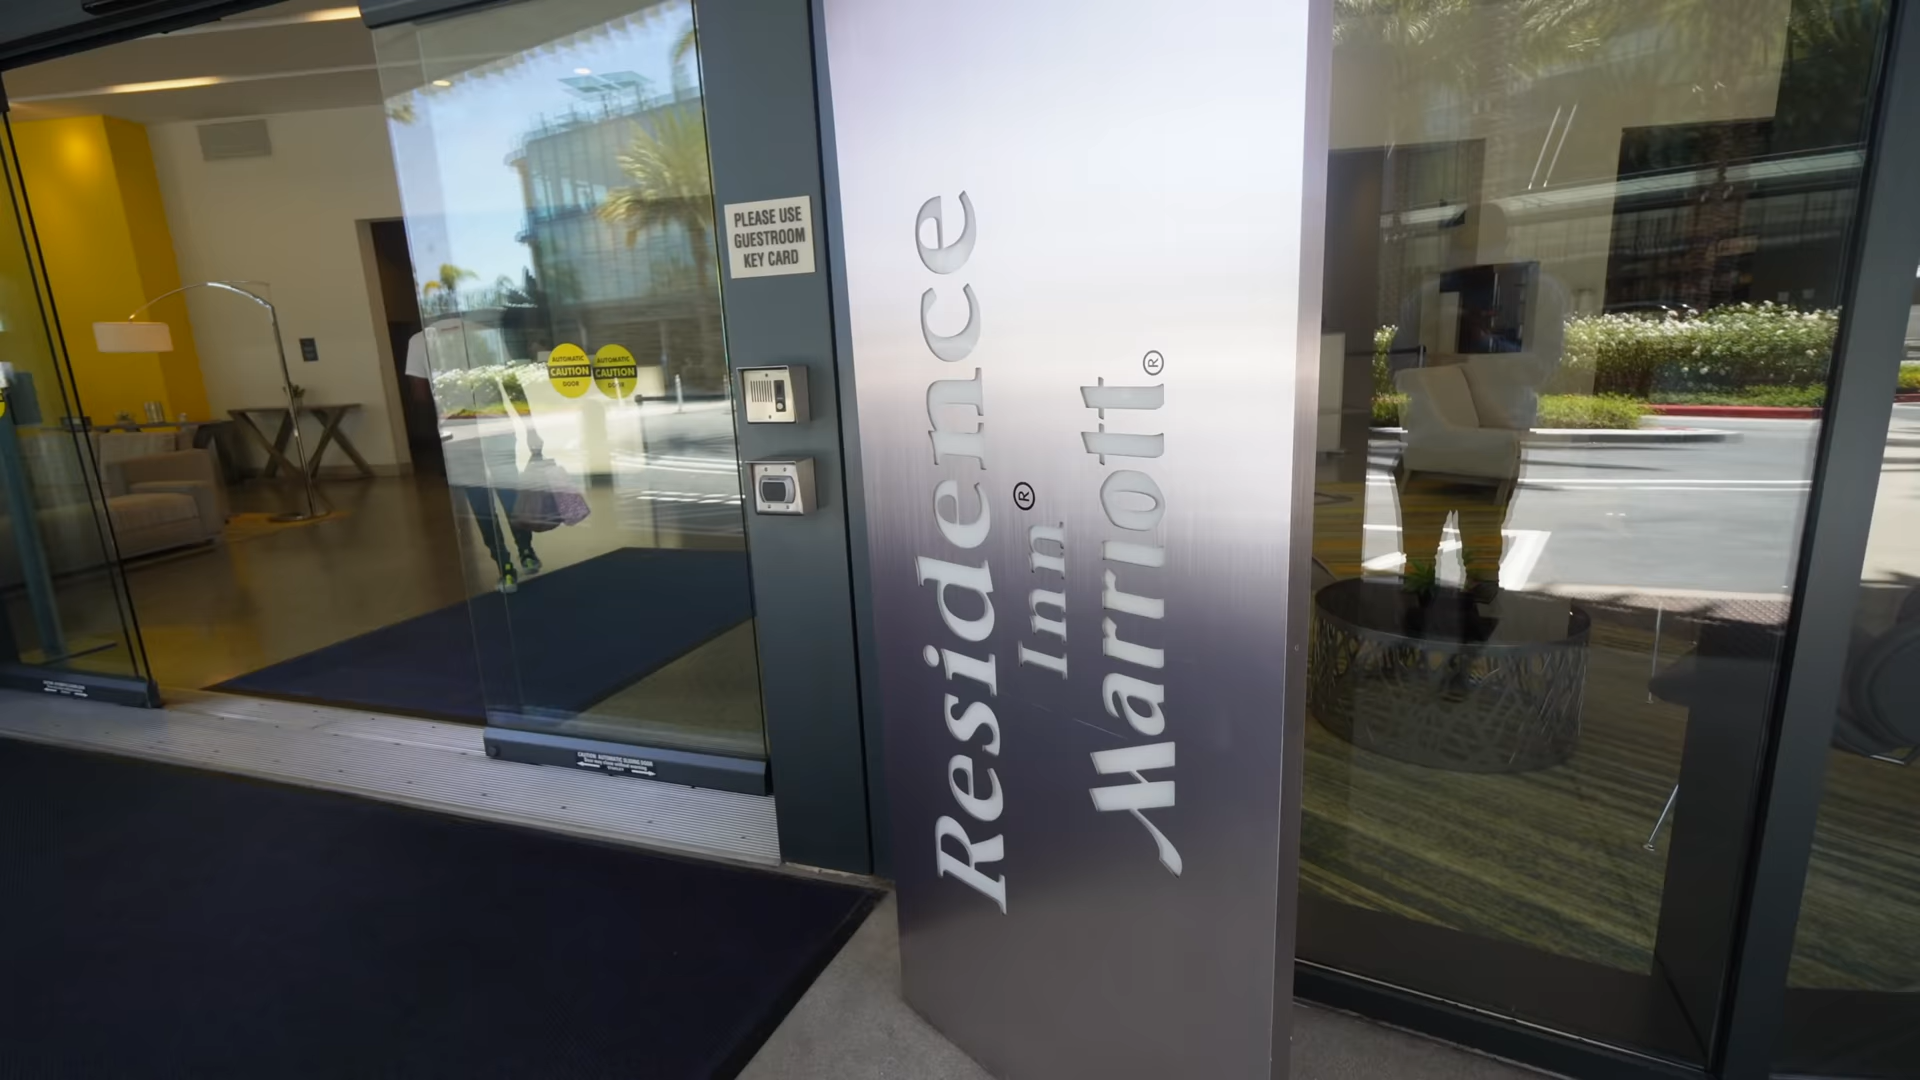 PLEASE USE
GUESTROOM
KEY CARD
AUTOMATIC
CAUTION
DOOR
AUTOMATIC
CAUTION
DOOR
Residence
Inn®
Marriott®
CAUTION AUTOMATIC SLIDING DOOR